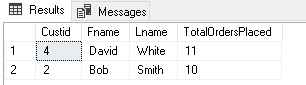 Results Messages
Custid Fname Lname TotalOrdersPlaced
1 4 David White 11
2 2 Bob Smith 10